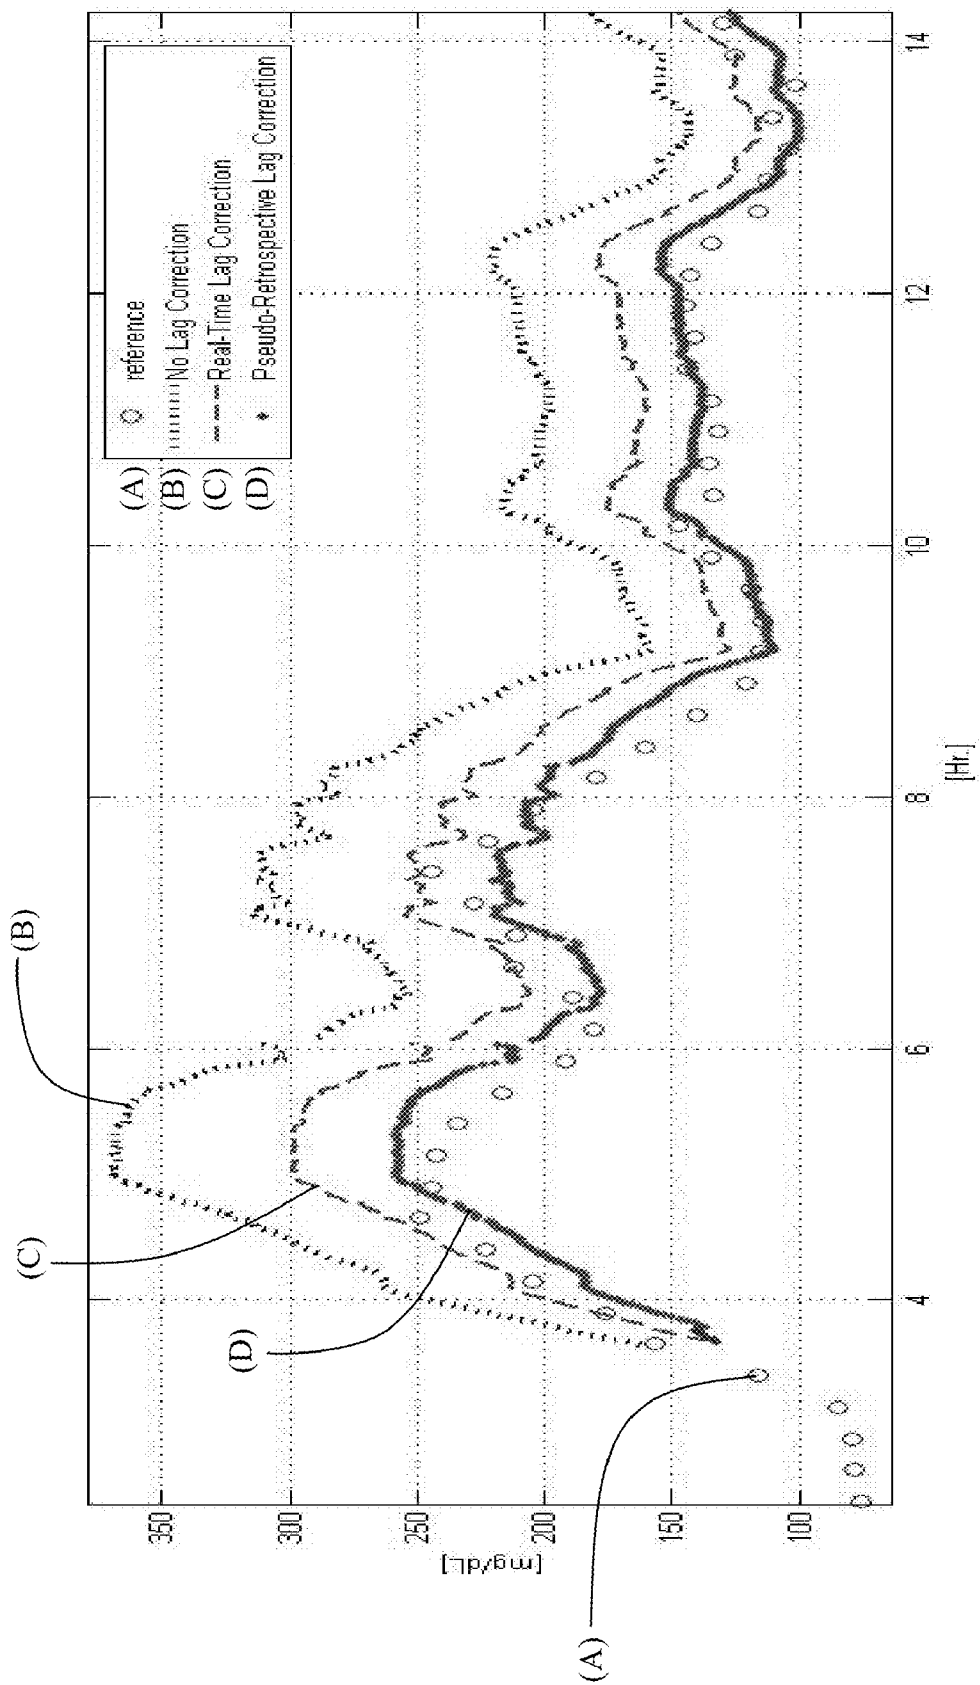 (A) ○ reference
(B) No Lag Correction
(C) Real-Time Lag Correction
(D) Pseudo-Retrospective Lag Correction
(B)
(C)
(D)
(A)
[mg/dL]
350
300
250
200
150
100
4
6
8
10
12
14
[Hr.]